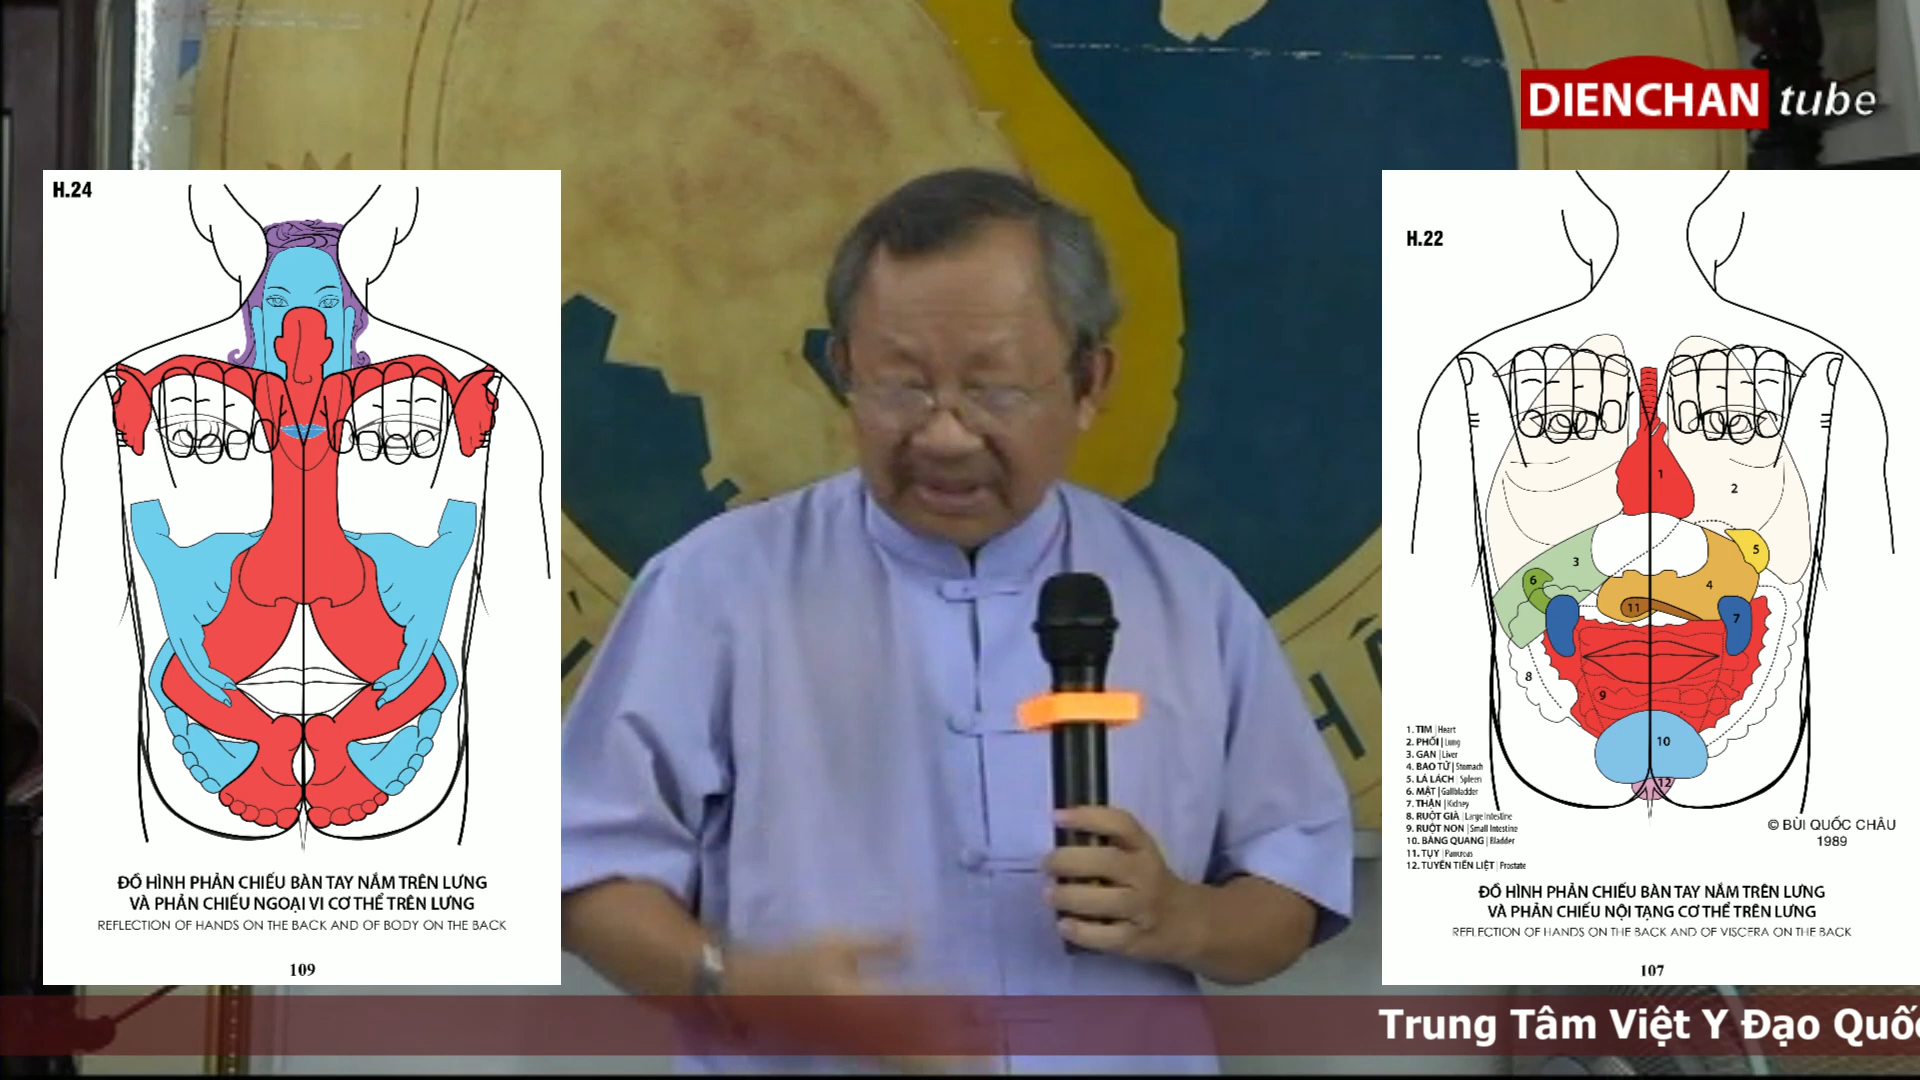 DIENCHAN tube
H.24
ĐỒ HÌNH PHẢN CHIẾU BÀN TAY NẮM TRÊN LƯNG
VÀ PHẢN CHIẾU NGOẠI VI CƠ THỂ TRÊN LƯNG
REFLECTION OF HANDS ON THE BACK AND OF BODY ON THE BACK
109
H.22
1
2
3
5
6
4
11
7
8
9
10
12
1. TIM | Heart
2. PHỔI | Lung
3. GAN | Liver
4. BAO TỬ | Stomach
5. LÁ LÁCH | Spleen
6. MẬT | Gallbladder
7. THẬN | Kidney
8. RUỘT GIÀ | Large Intestine
9. RUỘT NON | Small Intestine
10. BÀNG QUANG | Bladder
11. TỤY | Pancreas
12. TUYẾN TIỀN LIỆT | Prostate
© BÙI QUỐC CHÂU
1989
ĐỒ HÌNH PHẢN CHIẾU BÀN TAY NẮM TRÊN LƯNG
VÀ PHẢN CHIẾU NỘI TẠNG CƠ THỂ TRÊN LƯNG
REFLECTION OF HANDS ON THE BACK AND OF VISCERA ON THE BACK
107
Trung Tâm Việt Y Đạo Quốc